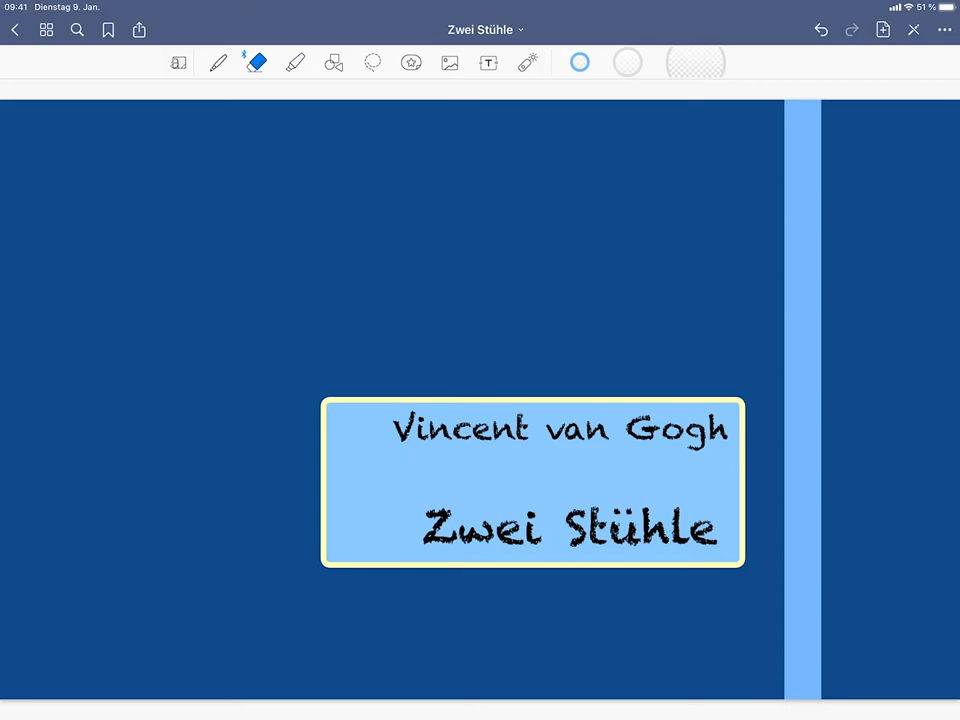 09:41 Dienstag 9. Jan. 51 %
Zwei Stühle
T
Vincent van Gogh
Zwei Stühle